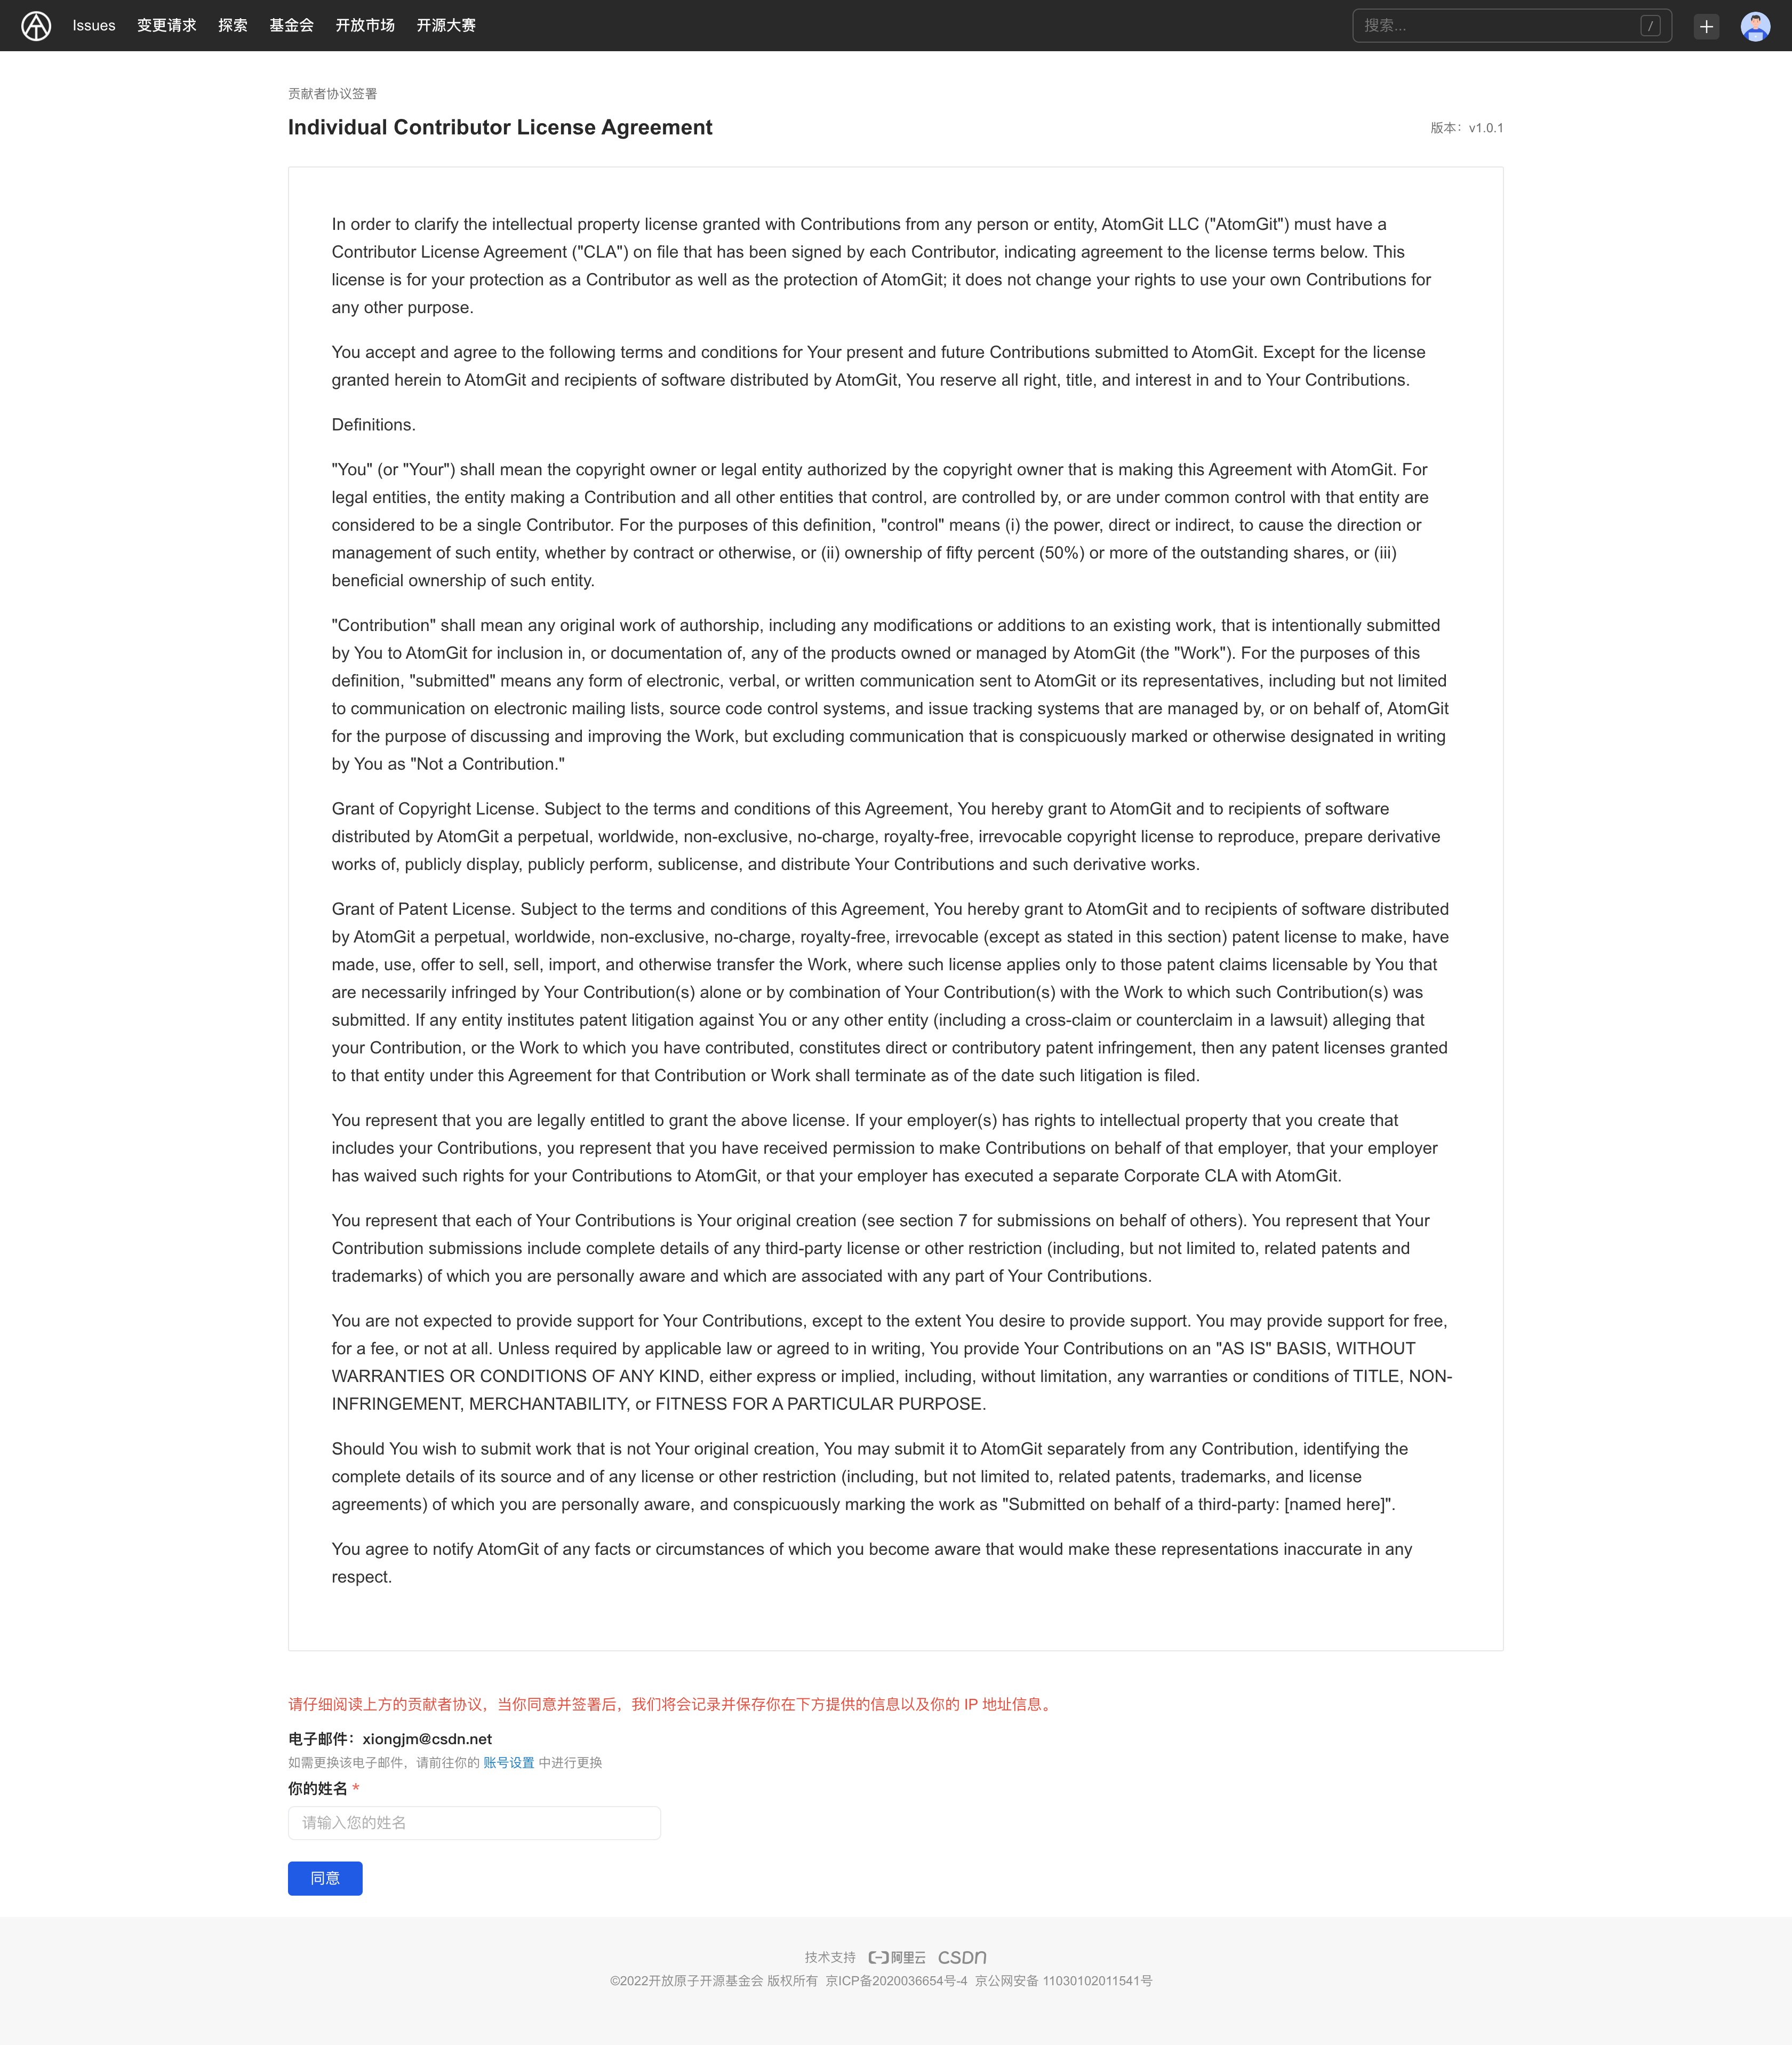 Issues 变更请求 探索 基金会 开放市场 开源大赛 搜索... /
贡献者协议签署
Individual Contributor License Agreement 版本：v1.0.1
In order to clarify the intellectual property license granted with Contributions from any person or entity, AtomGit LLC ("AtomGit") must have a
Contributor License Agreement ("CLA") on file that has been signed by each Contributor, indicating agreement to the license terms below. This
license is for your protection as a Contributor as well as the protection of AtomGit; it does not change your rights to use your own Contributions for
any other purpose.
You accept and agree to the following terms and conditions for Your present and future Contributions submitted to AtomGit. Except for the license
granted herein to AtomGit and recipients of software distributed by AtomGit, You reserve all right, title, and interest in and to Your Contributions.
Definitions.
"You" (or "Your") shall mean the copyright owner or legal entity authorized by the copyright owner that is making this Agreement with AtomGit. For
legal entities, the entity making a Contribution and all other entities that control, are controlled by, or are under common control with that entity are
considered to be a single Contributor. For the purposes of this definition, "control" means (i) the power, direct or indirect, to cause the direction or
management of such entity, whether by contract or otherwise, or (ii) ownership of fifty percent (50%) or more of the outstanding shares, or (iii)
beneficial ownership of such entity.
"Contribution" shall mean any original work of authorship, including any modifications or additions to an existing work, that is intentionally submitted
by You to AtomGit for inclusion in, or documentation of, any of the products owned or managed by AtomGit (the "Work"). For the purposes of this
definition, "submitted" means any form of electronic, verbal, or written communication sent to AtomGit or its representatives, including but not limited
to communication on electronic mailing lists, source code control systems, and issue tracking systems that are managed by, or on behalf of, AtomGit
for the purpose of discussing and improving the Work, but excluding communication that is conspicuously marked or otherwise designated in writing
by You as "Not a Contribution."
Grant of Copyright License. Subject to the terms and conditions of this Agreement, You hereby grant to AtomGit and to recipients of software
distributed by AtomGit a perpetual, worldwide, non-exclusive, no-charge, royalty-free, irrevocable copyright license to reproduce, prepare derivative
works of, publicly display, publicly perform, sublicense, and distribute Your Contributions and such derivative works.
Grant of Patent License. Subject to the terms and conditions of this Agreement, You hereby grant to AtomGit and to recipients of software distributed
by AtomGit a perpetual, worldwide, non-exclusive, no-charge, royalty-free, irrevocable (except as stated in this section) patent license to make, have
made, use, offer to sell, sell, import, and otherwise transfer the Work, where such license applies only to those patent claims licensable by You that
are necessarily infringed by Your Contribution(s) alone or by combination of Your Contribution(s) with the Work to which such Contribution(s) was
submitted. If any entity institutes patent litigation against You or any other entity (including a cross-claim or counterclaim in a lawsuit) alleging that
your Contribution, or the Work to which you have contributed, constitutes direct or contributory patent infringement, then any patent licenses granted
to that entity under this Agreement for that Contribution or Work shall terminate as of the date such litigation is filed.
You represent that you are legally entitled to grant the above license. If your employer(s) has rights to intellectual property that you create that
includes your Contributions, you represent that you have received permission to make Contributions on behalf of that employer, that your employer
has waived such rights for your Contributions to AtomGit, or that your employer has executed a separate Corporate CLA with AtomGit.
You represent that each of Your Contributions is Your original creation (see section 7 for submissions on behalf of others). You represent that Your
Contribution submissions include complete details of any third-party license or other restriction (including, but not limited to, related patents and
trademarks) of which you are personally aware and which are associated with any part of Your Contributions.
You are not expected to provide support for Your Contributions, except to the extent You desire to provide support. You may provide support for free,
for a fee, or not at all. Unless required by applicable law or agreed to in writing, You provide Your Contributions on an "AS IS" BASIS, WITHOUT
WARRANTIES OR CONDITIONS OF ANY KIND, either express or implied, including, without limitation, any warranties or conditions of TITLE, NON-
INFRINGEMENT, MERCHANTABILITY, or FITNESS FOR A PARTICULAR PURPOSE.
Should You wish to submit work that is not Your original creation, You may submit it to AtomGit separately from any Contribution, identifying the
complete details of its source and of any license or other restriction (including, but not limited to, related patents, trademarks, and license
agreements) of which you are personally aware, and conspicuously marking the work as "Submitted on behalf of a third-party: [named here]".
You agree to notify AtomGit of any facts or circumstances of which you become aware that would make these representations inaccurate in any
respect.
请仔细阅读上方的贡献者协议，当你同意并签署后，我们将会记录并保存你在下方提供的信息以及你的 IP 地址信息。
电子邮件：xiongjm@csdn.net
如需更换该电子邮件，请前往你的 账号设置 中进行更换
你的姓名 *
请输入您的姓名
同意
技术支持 阿里云 CSDN
©2022开放原子开源基金会 版权所有 京ICP备2020036654号-4 京公网安备 11030102011541号